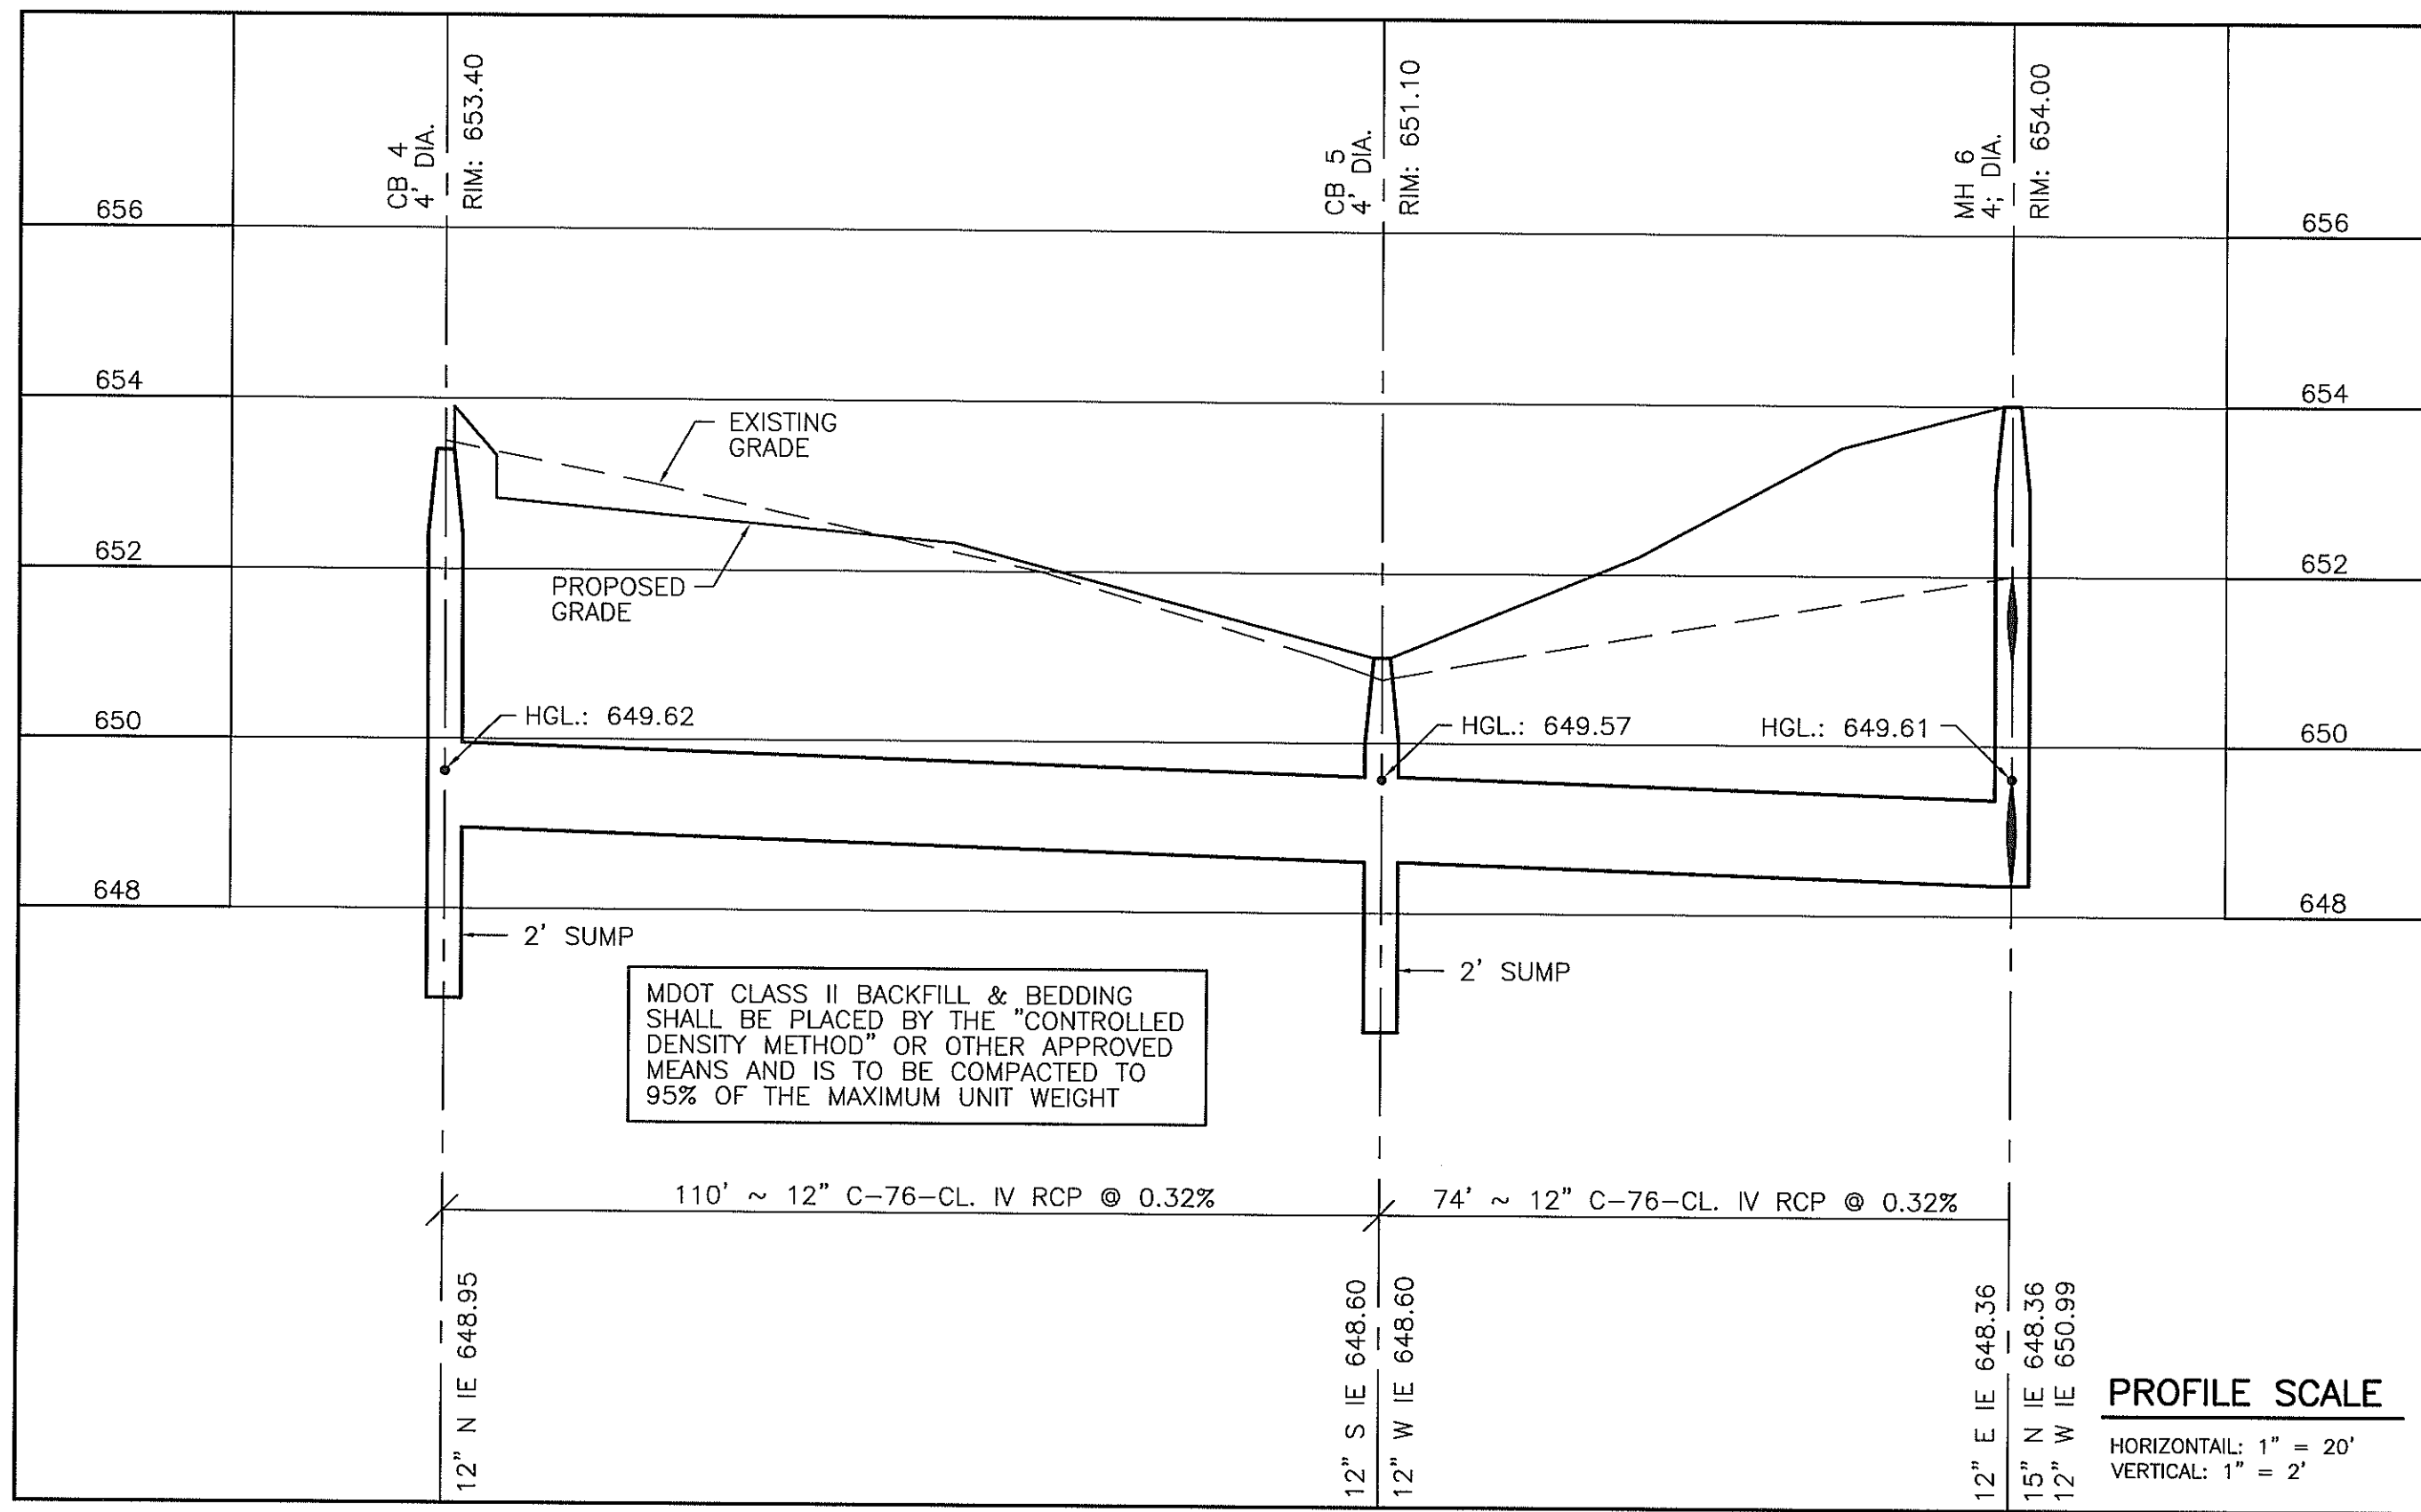 CB 4
4' DIA.
RIM: 653.40
CB 5
4' DIA.
RIM: 651.10
MH 6
4; DIA.
RIM: 654.00
656
656
654
654
EXISTING
GRADE
652
652
PROPOSED
GRADE
650
650
HGL.: 649.62
HGL.: 649.57
HGL.: 649.61
648
648
2' SUMP
2' SUMP
MDOT CLASS II BACKFILL & BEDDING
SHALL BE PLACED BY THE "CONTROLLED
DENSITY METHOD" OR OTHER APPROVED
MEANS AND IS TO BE COMPACTED TO
95% OF THE MAXIMUM UNIT WEIGHT
110' ~ 12" C-76-CL. IV RCP @ 0.32%
74' ~ 12" C-76-CL. IV RCP @ 0.32%
12" N IE 648.95
12" S IE 648.60
12" W IE 648.60
12" E IE 648.36
15" N IE 648.36
12" W IE 650.99
PROFILE SCALE
HORIZONTAIL: 1" = 20'
VERTICAL: 1" = 2'